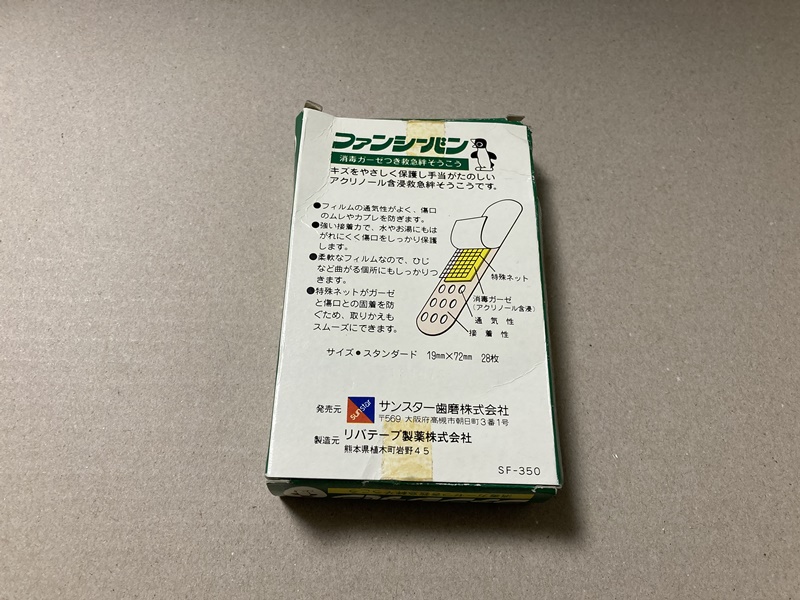 ファンシーバン
消毒ガーゼつき救急絆そうこう
キズをやさしく保護し手当がたのしい
アクリノール含浸救急絆そうこうです。
●フィルムの通気性がよく、傷口
のムレやカブレを防ぎます。
●強い接着力で、水やお湯にもは
がれにくく傷口をしっかり保護
します。
●柔軟なフィルムなので、ひじ
など曲がる個所にもしっかりつ
きます。
●特殊ネットがガーゼ
と傷口との固着を防
ぐため、取りかえも
スムーズにできます。
特殊ネット
消毒ガーゼ
(アクリノール含浸)
通気性
接着性
サイズ●スタンダード 19mm×72mm 28枚
発売元 sunstar サンスター歯磨株式会社
〒569 大阪府高槻市朝日町3番1号
製造元 リバテープ製薬株式会社
熊本県植木町岩野45
SF-350